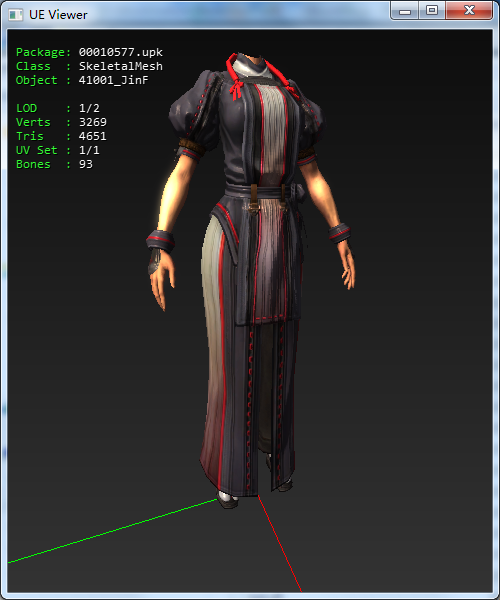 UE Viewer
Package: 00010577.upk
Class : SkeletalMesh
Object : 41001_JinF
LOD : 1/2
Verts : 3269
Tris : 4651
UV Set : 1/1
Bones : 93